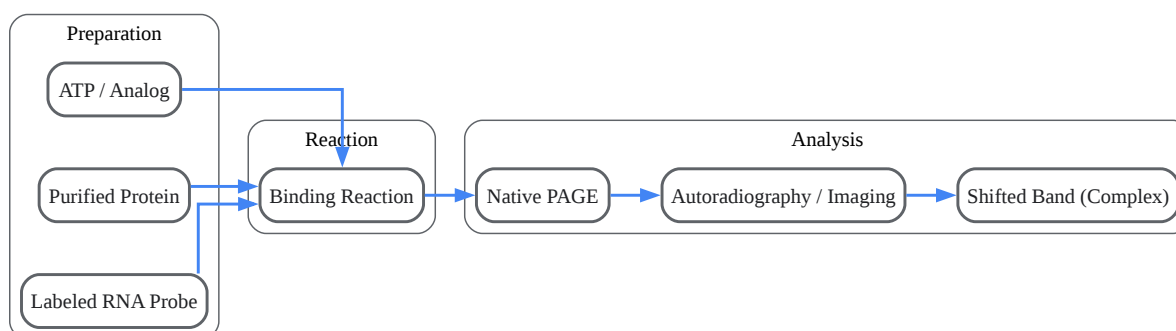 Preparation
ATP / Analog
Purified Protein
Labeled RNA Probe
Reaction
Binding Reaction
Analysis
Native PAGE
Autoradiography / Imaging
Shifted Band (Complex)